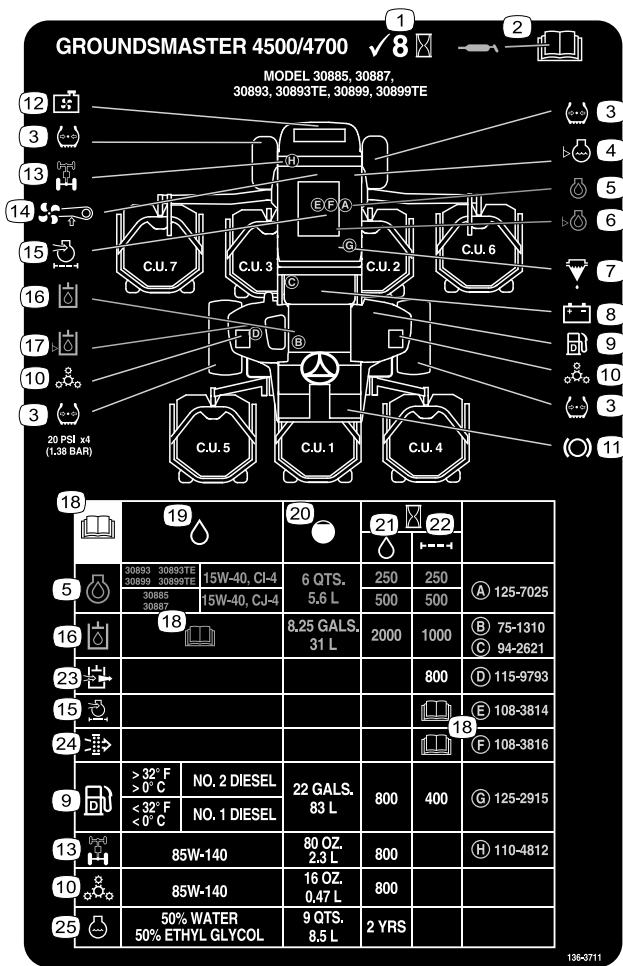 1
2
GROUNDSMASTER 4500/4700 ✓8
MODEL 30885, 30887,
30893, 30893TE, 30899, 30899TE
12
3
13
14
15
16
17
10
3
20 PSI x4
(1.38 BAR)
3
4
5
6
7
8
9
D
10
3
11
H
E F A
G
C
D
B
C.U. 7
C.U. 3
C.U. 2
C.U. 6
C.U. 5
C.U. 1
C.U. 4
18
19
20
21
22
5
30893 30893TE
30899 30899TE
15W-40, CI-4
30885
30887
15W-40, CJ-4
6 QTS.
5.6 L
250
250
500
500
A 125-7025
16
18
8.25 GALS.
31 L
2000
1000
B 75-1310
C 94-2621
23
800
D 115-9793
15
E 108-3814
18
24
F 108-3816
9
D
> 32° F
> 0° C
NO. 2 DIESEL
< 32° F
< 0° C
NO. 1 DIESEL
22 GALS.
83 L
800
400
G 125-2915
13
85W-140
80 OZ.
2.3 L
800
H 110-4812
10
85W-140
16 OZ.
0.47 L
800
25
50% WATER
50% ETHYL GLYCOL
9 QTS.
8.5 L
2 YRS
136-3711